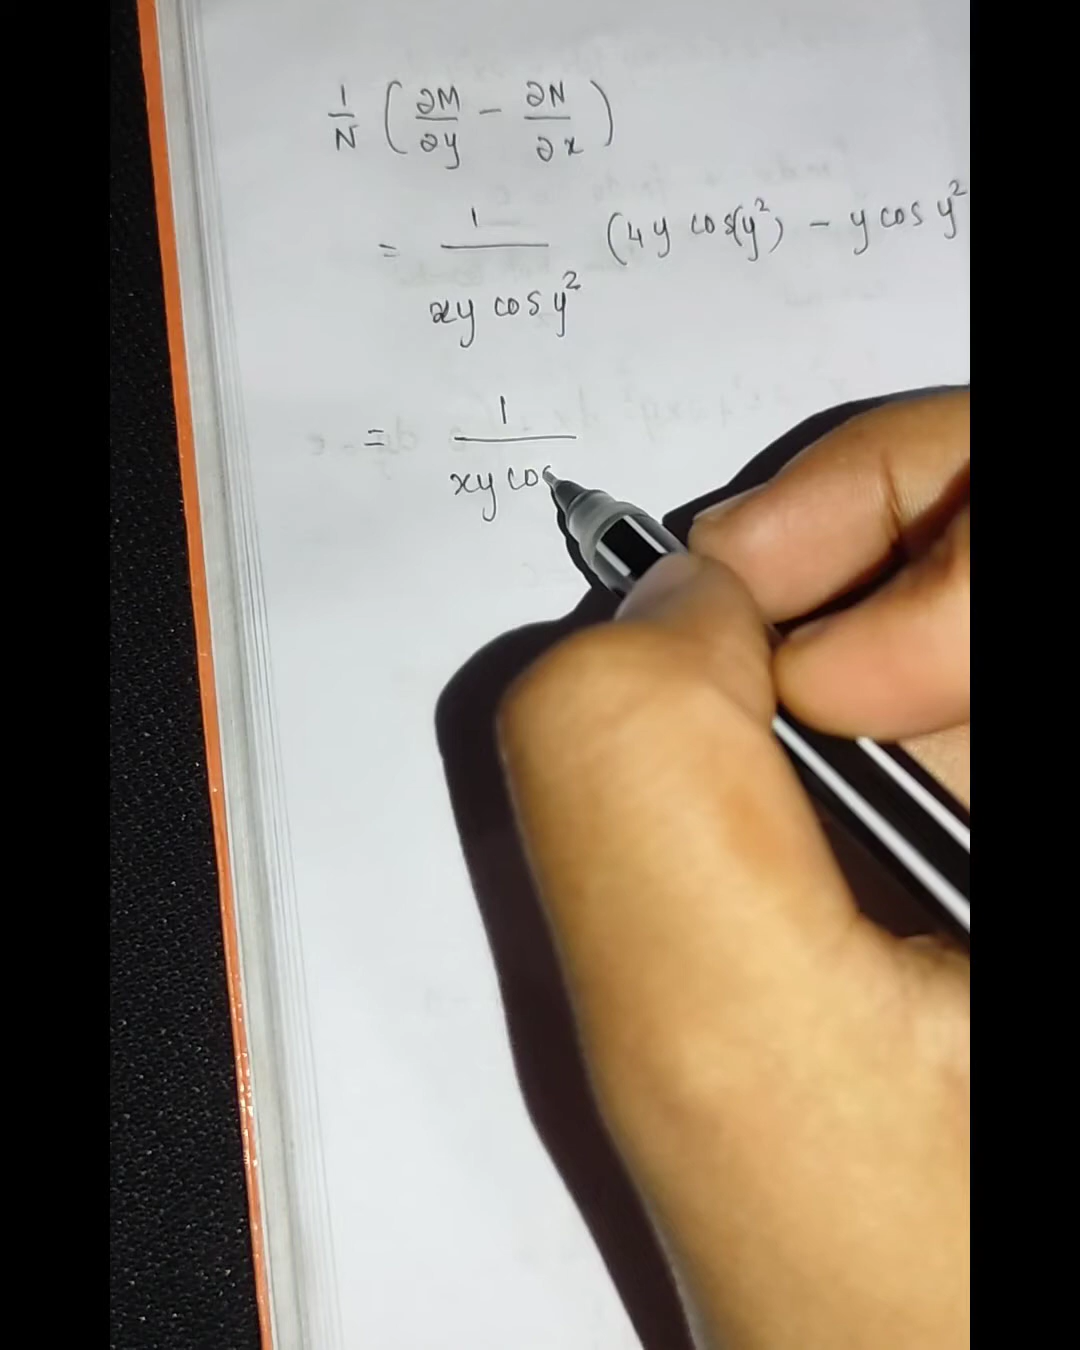 1/N (∂M/∂y - ∂N/∂x)
= 1/(xy cos y²) (4y cos(y²) - y cos y²
= 1/(xy cos